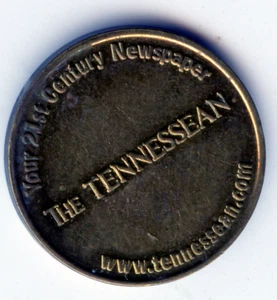 Your 21st Century Newspaper
THE TENNESSEAN
www.tennessean.com